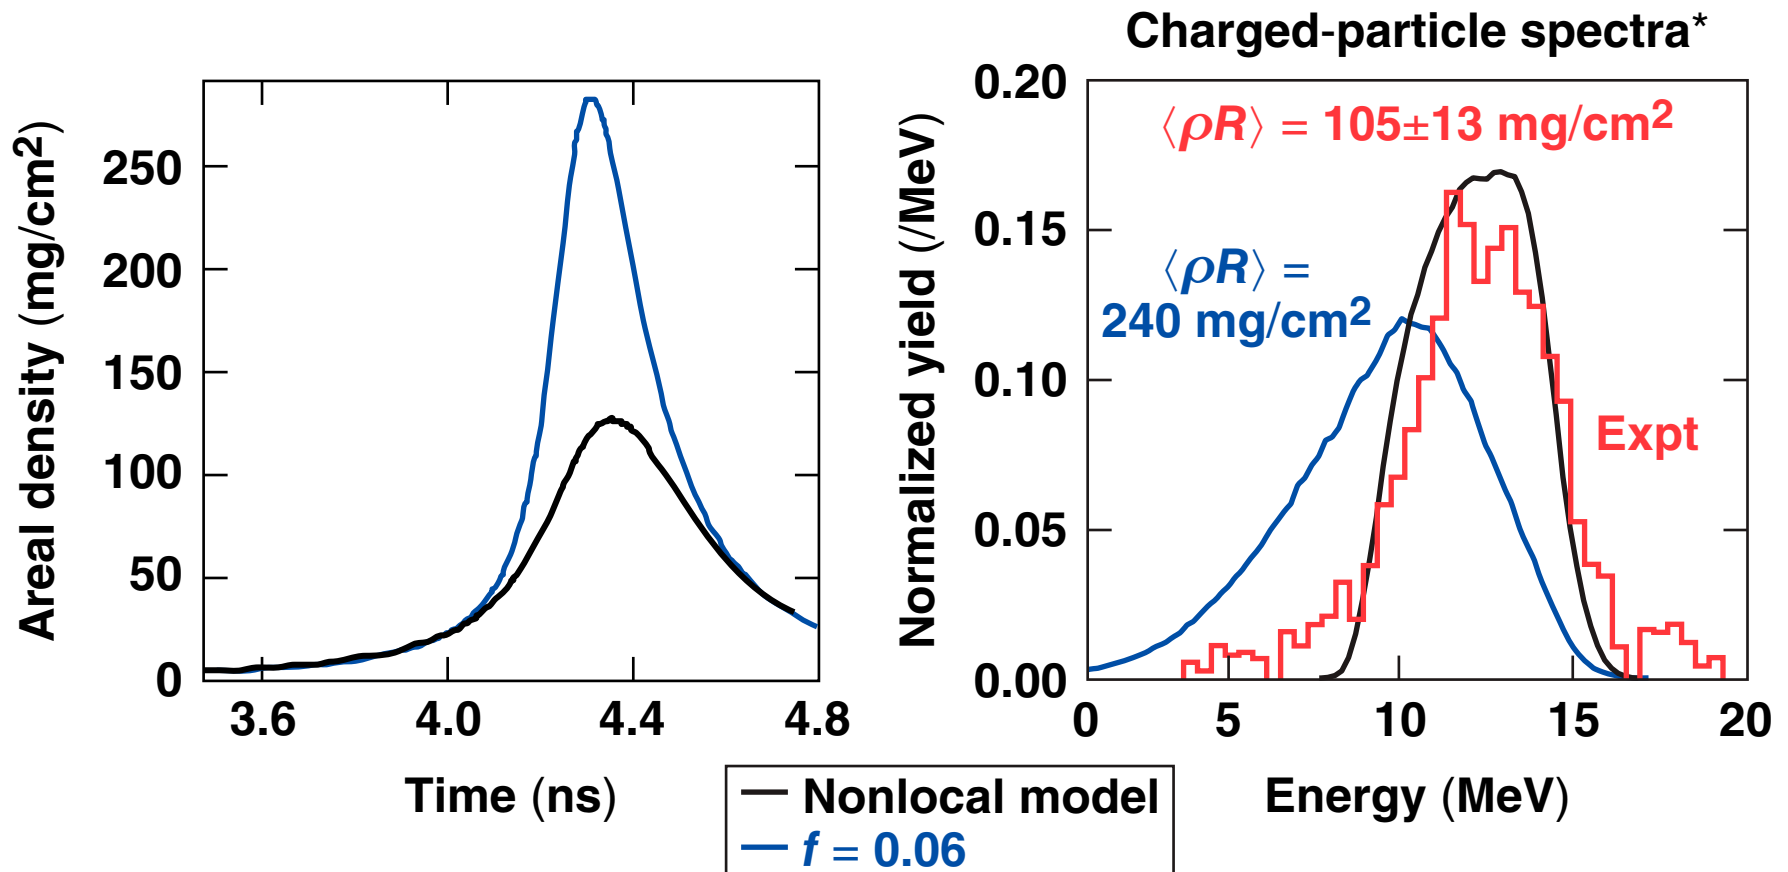 Areal density (mg/cm²)
250
200
150
100
50
0
3.6 4.0 4.4 4.8
Time (ns)
Charged-particle spectra*
Normalized yield (/MeV)
0.20
0.15
0.10
0.05
0.00
0 5 10 15 20
Energy (MeV)
⟨ρR⟩ = 105±13 mg/cm²
⟨ρR⟩ =
240 mg/cm²
Expt
Nonlocal model
f = 0.06